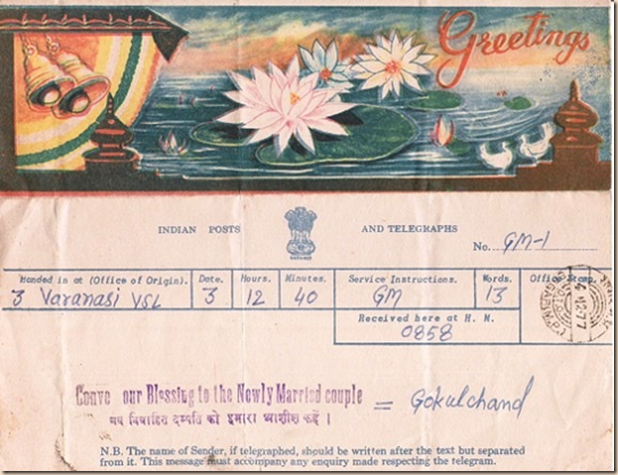 Greetings
INDIAN POSTS AND TELEGRAPHS
No. GM-1
Handed in at (Office of Origin). Date. Hours. Minutes. Service Instructions. Words. Office Stamp.
3 Varanasi VSL 3 12 40 GM 13
Received here at H. M.
0858
4 12 77
Conve our Blessing to the Newly Married couple = Gokulchand
नव विवाहित दम्पति को हमारा आशीष कहें ।
N.B. The name of Sender, if telegraphed, should be written after the text but separated
from it. This message must accompany any enquiry made respecting the telegram.